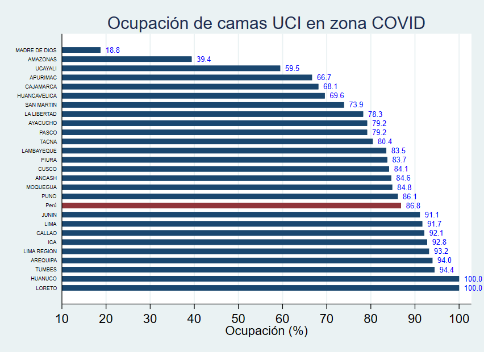 Ocupación de camas UCI en zona COVID
MADRE DE DIOS 18.8
AMAZONAS 39.4
UCAYALI 59.5
APURIMAC 66.7
CAJAMARCA 68.1
HUANCAVELICA 69.6
SAN MARTIN 73.9
LA LIBERTAD 78.3
AYACUCHO 79.2
PASCO 79.2
TACNA 80.4
LAMBAYEQUE 83.5
PIURA 83.7
CUSCO 84.1
ANCASH 84.6
MOQUEGUA 84.8
PUNO 86.1
Perú 86.8
JUNIN 91.1
LIMA 91.7
CALLAO 92.1
ICA 92.8
LIMA REGION 93.2
AREQUIPA 94.0
TUMBES 94.4
HUANUCO 100.0
LORETO 100.0
10 20 30 40 50 60 70 80 90 100
Ocupación (%)